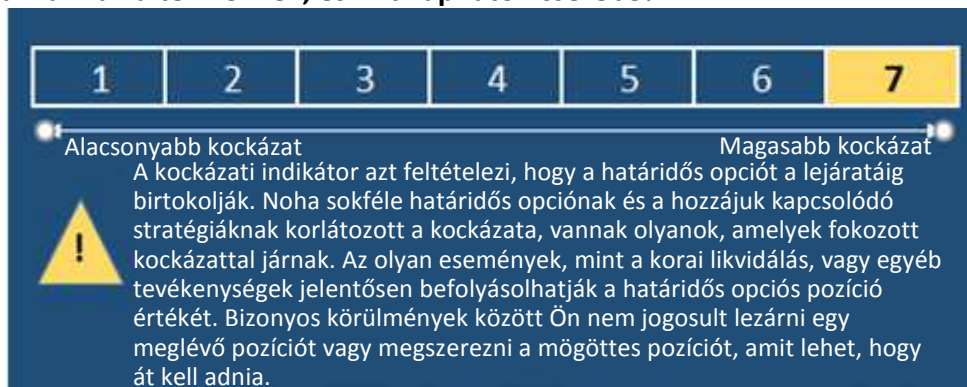 1 2 3 4 5 6 7
Alacsonyabb kockázat Magasabb kockázat
A kockázati indikátor azt feltételezi, hogy a határidős opciót a lejáratáig
birtokolják. Noha sokféle határidős opciónak és a hozzájuk kapcsolódó
stratégiáknak korlátozott a kockázata, vannak olyanok, amelyek fokozott
kockázattal járnak. Az olyan események, mint a korai likvidálás, vagy egyéb
tevékenységek jelentősen befolyásolhatják a határidős opciós pozíció
értékét. Bizonyos körülmények között Ön nem jogosult lezárni egy
meglévő pozíciót vagy megszerezni a mögöttes pozíciót, amit lehet, hogy
át kell adnia.
!